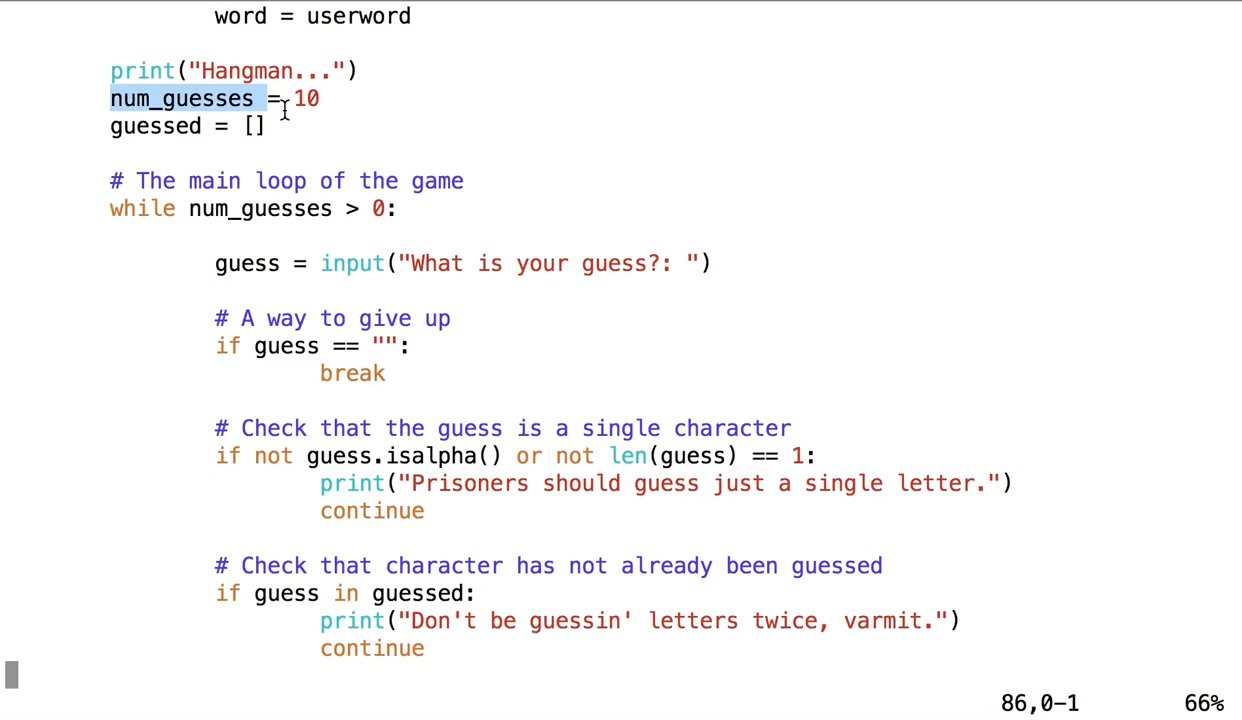 word = userword
print("Hangman...")
num_guesses = 10
guessed = []
# The main loop of the game
while num_guesses > 0:
guess = input("What is your guess?: ")
# A way to give up
if guess == "":
break
# Check that the guess is a single character
if not guess.isalpha() or not len(guess) == 1:
print("Prisoners should guess just a single letter.")
continue
# Check that character has not already been guessed
if guess in guessed:
print("Don't be guessin' letters twice, varmit.")
continue
86,0-1 66%